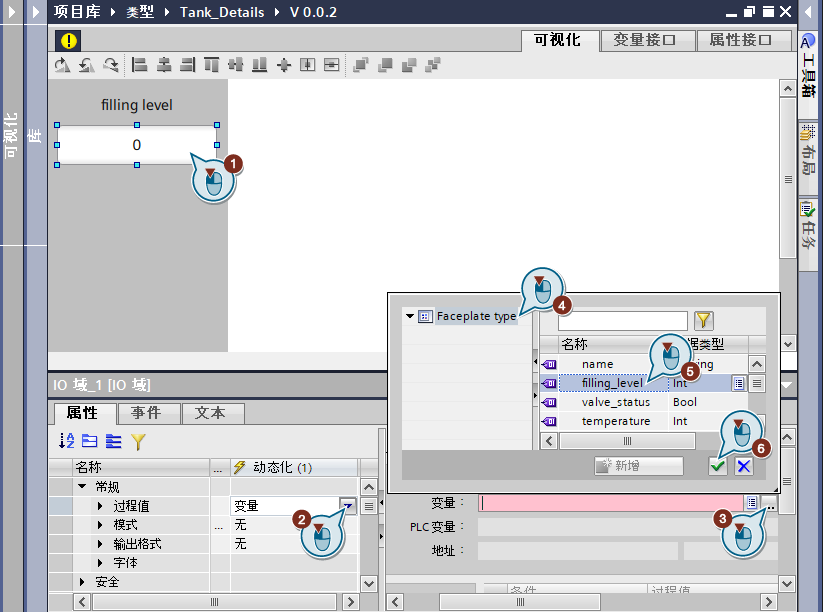 项目库 ▸ 类型 ▸ Tank_Details ▸ V 0.0.2
可视化 变量接口 属性接口
可视化
库
工具箱
布局
任务
filling level
0
1
4
Faceplate type
名称 据类型
name ing
5
filling_level Int
valve_status Bool
temperature Int
6
新增
IO 域_1 [IO 域]
属性 事件 文本
名称 ... 动态化 (1)
常规
过程值 变量
2
模式 ... 无
输出格式 无
字体
安全
变量：
3
PLC 变量：
地址：
条件 过程值